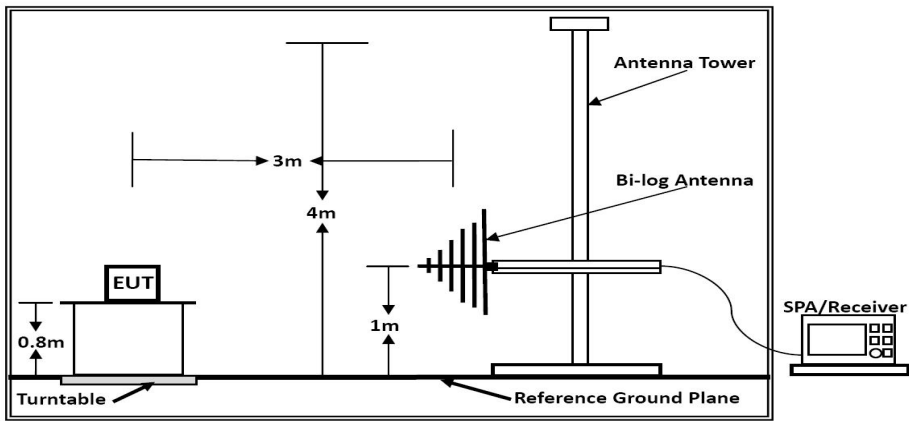 Antenna Tower
3m
Bi-log Antenna
4m
EUT
SPA/Receiver
0.8m
1m
Turntable
Reference Ground Plane